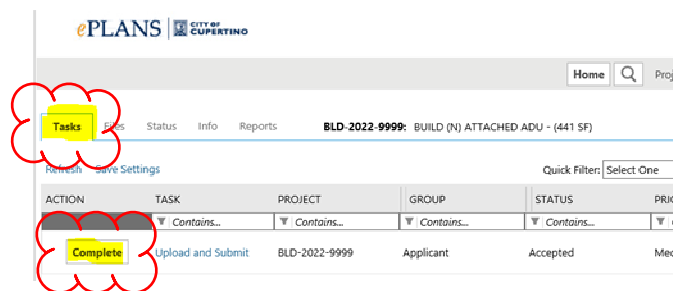 ePLANS CITY OF CUPERTINO
Home Proj
Tasks Files Status Info Reports BLD-2022-9999: BUILD (N) ATTACHED ADU - (441 SF)
Refresh Save Settings Quick Filter: Select One
ACTION TASK PROJECT GROUP STATUS PRIO
Contains... Contains... Contains... Contains...
Complete Upload and Submit BLD-2022-9999 Applicant Accepted Med